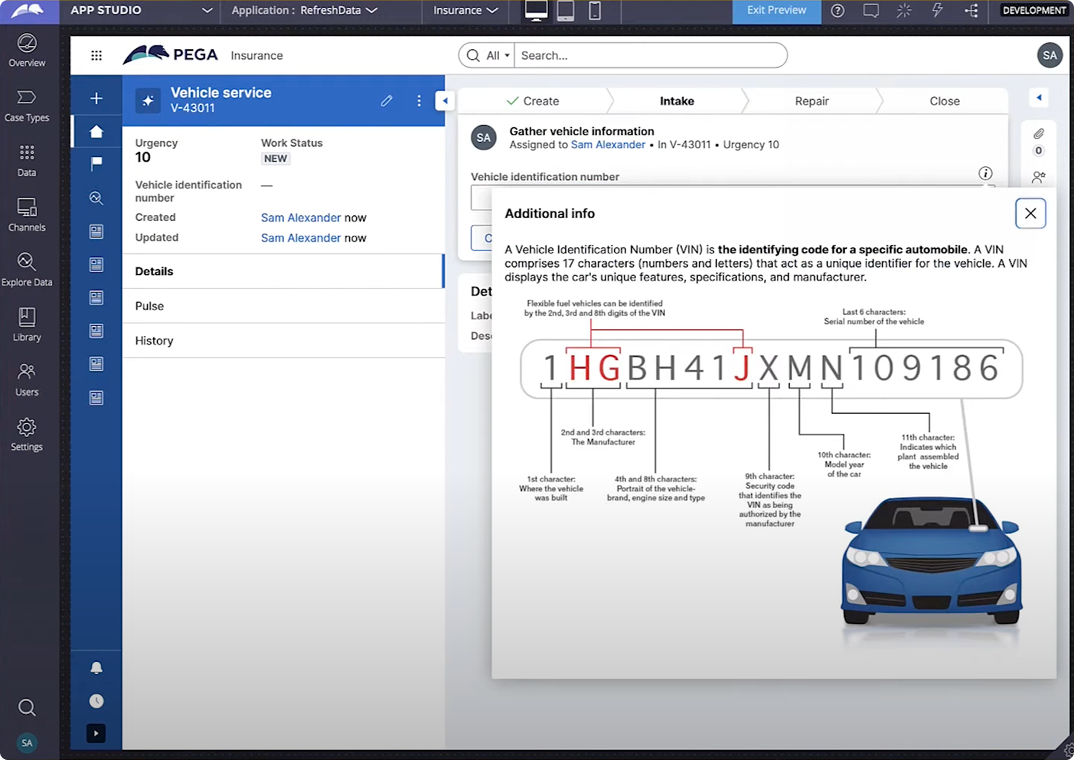 APP STUDIO
Application : RefreshData
Insurance
Exit Preview
DEVELOPMENT
Overview
Case Types
Data
Channels
Explore Data
Library
Users
Settings
SA
PEGA
Insurance
All
Search...
SA
Vehicle service
V-43011
Urgency
10
Work Status
NEW
Vehicle identification
number
—
Created
Sam Alexander now
Updated
Sam Alexander now
Details
Pulse
History
Create
Intake
Repair
Close
SA
Gather vehicle information
Assigned to Sam Alexander • In V-43011 • Urgency 10
0
Vehicle identification number
C
Det
Labe
Desc
Additional info
A Vehicle Identification Number (VIN) is the identifying code for a specific automobile. A VIN
comprises 17 characters (numbers and letters) that act as a unique identifier for the vehicle. A VIN
displays the car's unique features, specifications, and manufacturer.
Flexible fuel vehicles can be identified
by the 2nd, 3rd and 8th digits of the VIN
Last 6 characters:
Serial number of the vehicle
1HGBH41JXMN109186
2nd and 3rd characters:
The Manufacturer
1st character:
Where the vehicle
was built
4th and 8th characters:
Portrait of the vehicle-
brand, engine size and type
9th character:
Security code
that identifies the
VIN as being
authorized by the
manufacturer
10th character:
Model year
of the car
11th character:
Indicates which
plant assembled
the vehicle